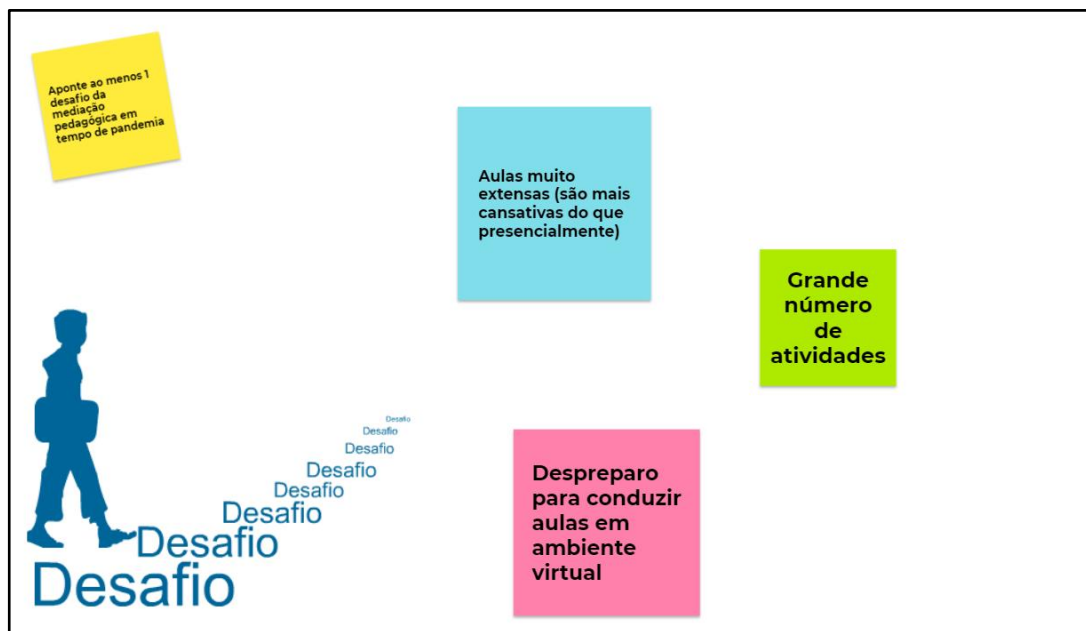 Aponte ao menos 1
desafio da
mediação
pedagógica em
tempo de pandemia
Aulas muito
extensas (são mais
cansativas do que
presencialmente)
Grande
número
de
atividades
Despreparo
para conduzir
aulas em
ambiente
virtual
Desafio
Desafio
Desafio
Desafio
Desafio
Desafio
Desafio
Desafio